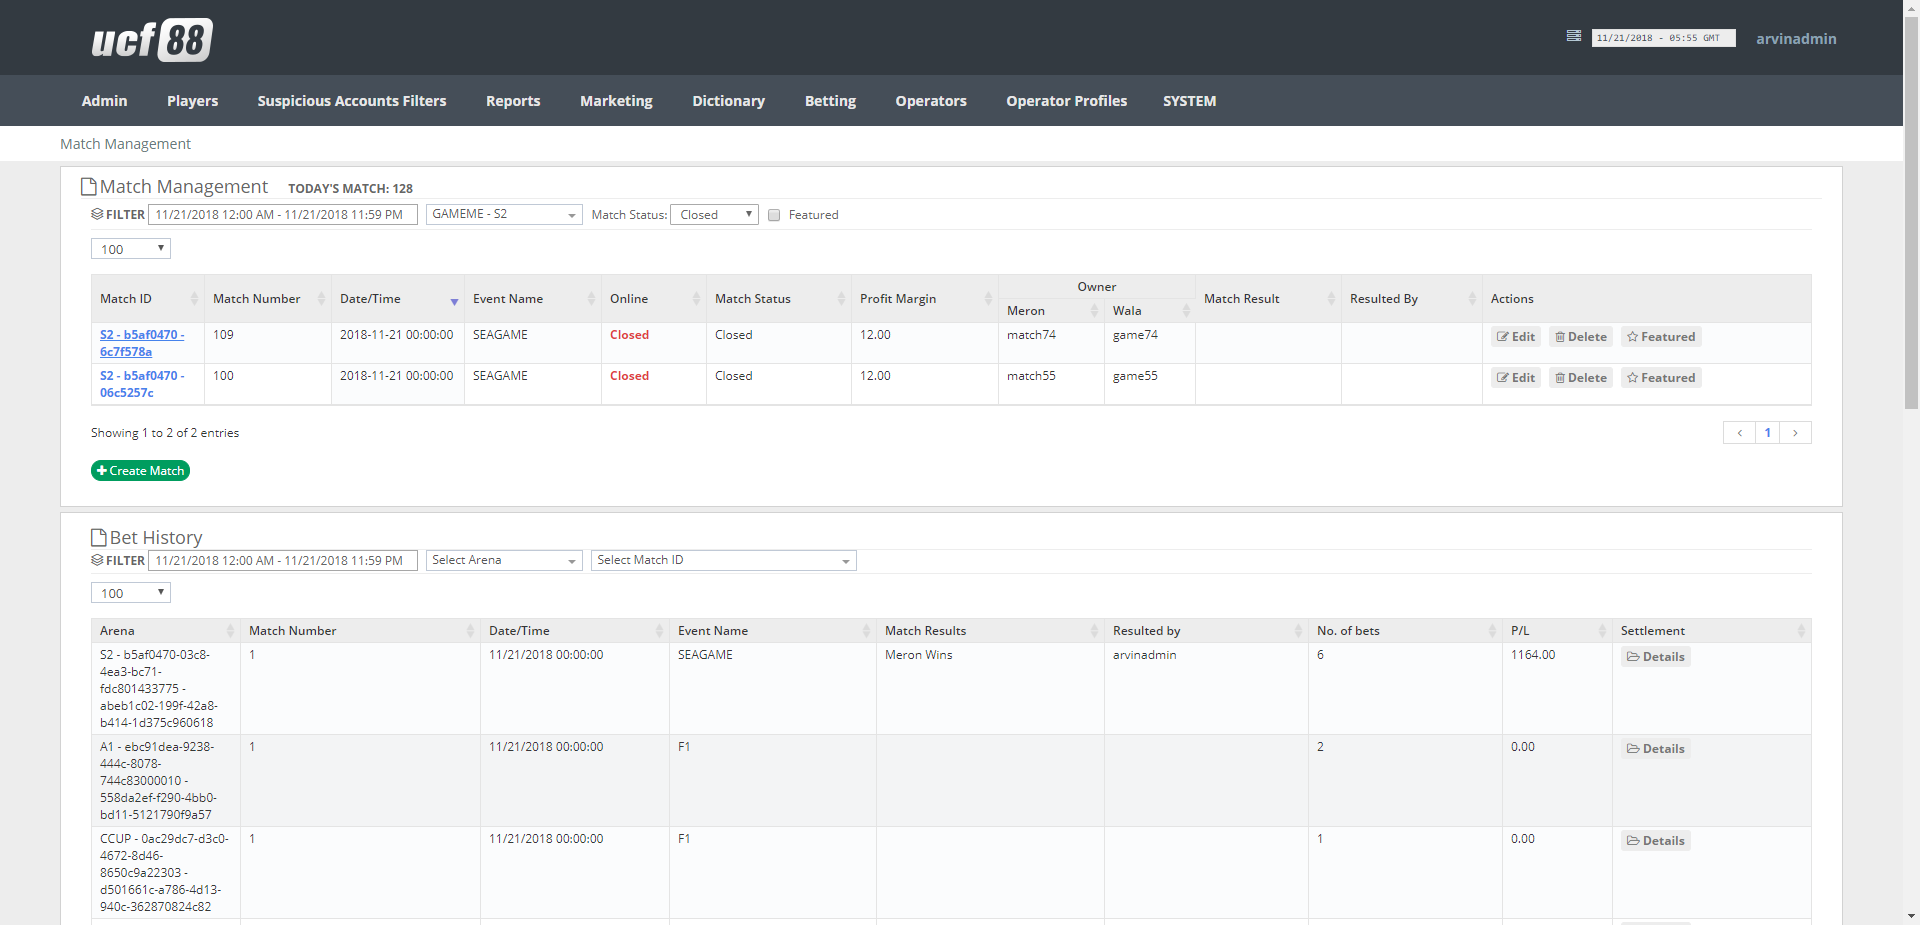 ucf88
11/21/2018 - 05:55 GMT
arvinadmin
Admin Players Suspicious Accounts Filters Reports Marketing Dictionary Betting Operators Operator Profiles SYSTEM
Match Management
Match Management TODAY'S MATCH: 128
FILTER 11/21/2018 12:00 AM - 11/21/2018 11:59 PM GAMEME - S2 Match Status: Closed Featured
100
Owner
Match ID Match Number Date/Time Event Name Online Match Status Profit Margin Match Result Resulted By Actions
Meron Wala
S2 - b5af0470 - 109 2018-11-21 00:00:00 SEAGAME Closed Closed 12.00 match74 game74 Edit Delete Featured
6c7f578a
S2 - b5af0470 - 100 2018-11-21 00:00:00 SEAGAME Closed Closed 12.00 match55 game55 Edit Delete Featured
06c5257c
Showing 1 to 2 of 2 entries
‹ 1 ›
Create Match
Bet History
FILTER 11/21/2018 12:00 AM - 11/21/2018 11:59 PM Select Arena Select Match ID
100
Arena Match Number Date/Time Event Name Match Results Resulted by No. of bets P/L Settlement
S2 - b5af0470-03c8- 1 11/21/2018 00:00:00 SEAGAME Meron Wins arvinadmin 6 1164.00 Details
4ea3-bc71-
fdc801433775 -
abeb1c02-199f-42a8-
b414-1d375c960618
A1 - ebc91dea-9238- 1 11/21/2018 00:00:00 F1 2 0.00 Details
444c-8078-
744c83000010 -
558da2ef-f290-4bb0-
bd11-5121790f9a57
CCUP - 0ac29dc7-d3c0- 1 11/21/2018 00:00:00 F1 1 0.00 Details
4672-8d46-
8650c9a22303 -
d501661c-a786-4d13-
940c-362870824c82